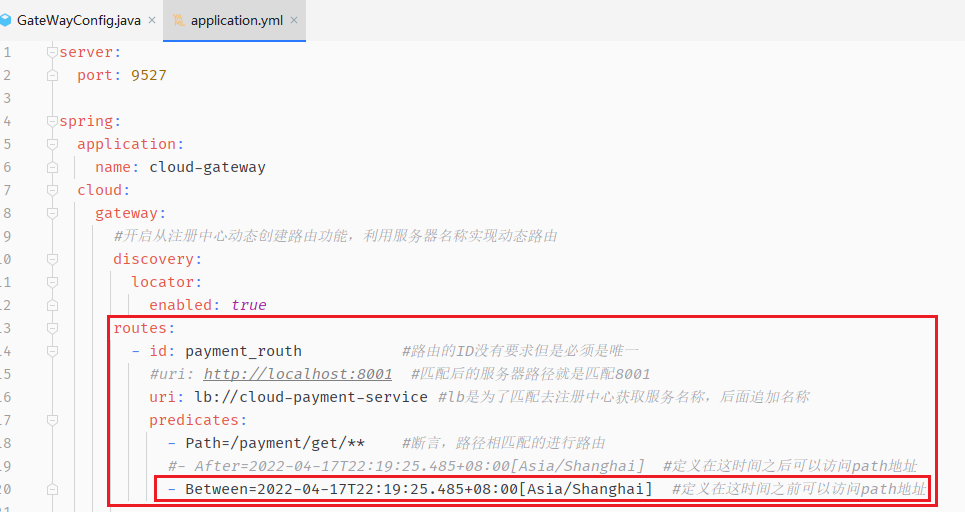 GateWayConfig.java × application.yml ×
1 server:
2 port: 9527
3
4 spring:
5 application:
6 name: cloud-gateway
7 cloud:
8 gateway:
9 #开启从注册中心动态创建路由功能，利用服务器名称实现动态路由
10 discovery:
11 locator:
12 enabled: true
13 routes:
14 - id: payment_routh #路由的ID没有要求但是必须是唯一
15 #uri: http://localhost:8001 #匹配后的服务器路径就是匹配8001
16 uri: lb://cloud-payment-service #lb是为了匹配去注册中心获取服务名称，后面追加名称
17 predicates:
18 - Path=/payment/get/** #断言，路径相匹配的进行路由
19 #- After=2022-04-17T22:19:25.485+08:00[Asia/Shanghai] #定义在这时间之后可以访问path地址
20 - Between=2022-04-17T22:19:25.485+08:00[Asia/Shanghai] #定义在这时间之前可以访问path地址